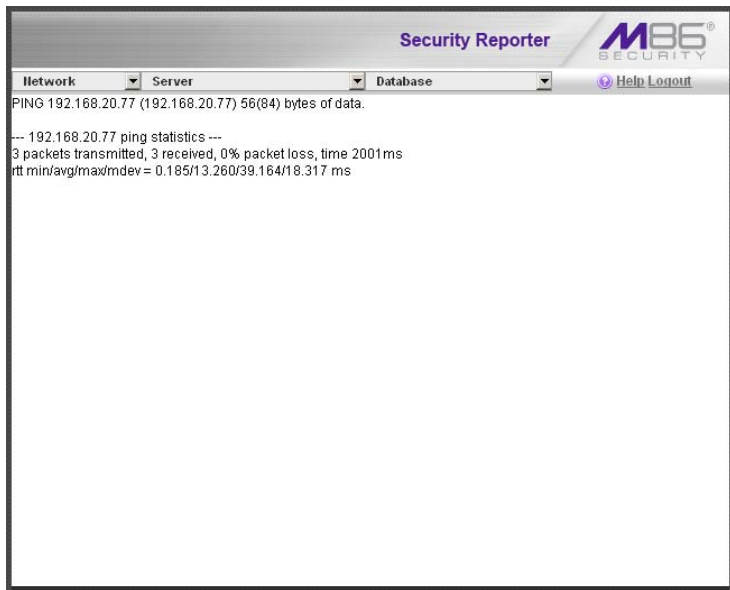 Security Reporter
M86®
SECURITY
Network Server Database Help Logout
PING 192.168.20.77 (192.168.20.77) 56(84) bytes of data.
--- 192.168.20.77 ping statistics ---
3 packets transmitted, 3 received, 0% packet loss, time 2001ms
rtt min/avg/max/mdev = 0.185/13.260/39.164/18.317 ms